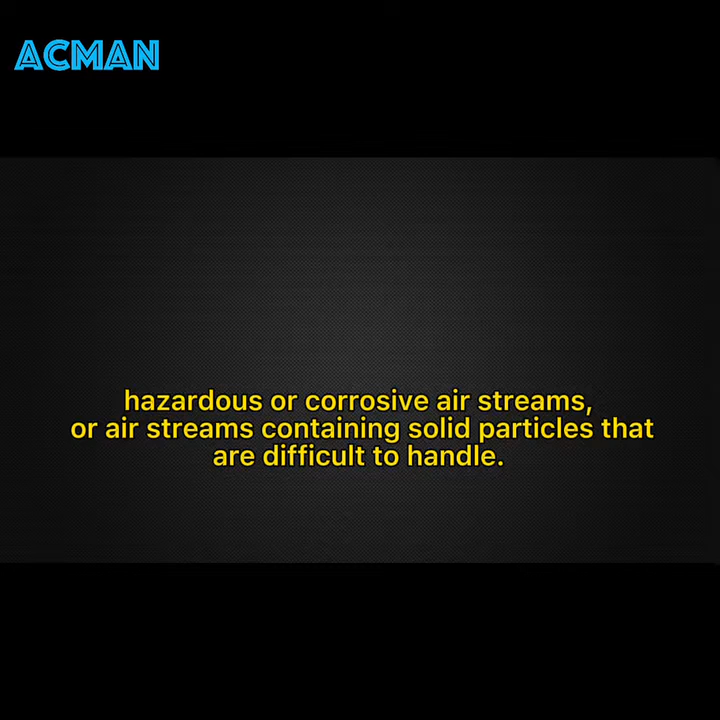 ACMAN
hazardous or corrosive air streams,
or air streams containing solid particles that
are difficult to handle.